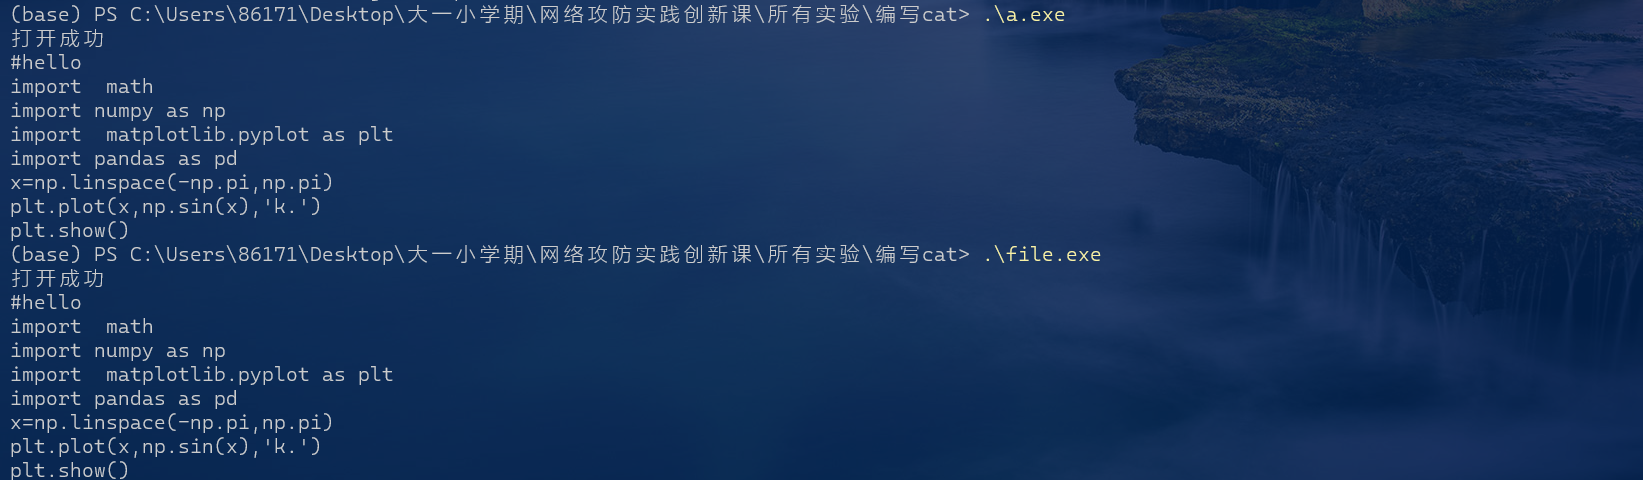 (base) PS C:\Users\86171\Desktop\大一小学期\网络攻防实践创新课\所有实验\编写cat> .\a.exe
打开成功
#hello
import  math
import numpy as np
import  matplotlib.pyplot as plt
import pandas as pd
x=np.linspace(-np.pi,np.pi)
plt.plot(x,np.sin(x),'k.')
plt.show()
(base) PS C:\Users\86171\Desktop\大一小学期\网络攻防实践创新课\所有实验\编写cat> .\file.exe
打开成功
#hello
import  math
import numpy as np
import  matplotlib.pyplot as plt
import pandas as pd
x=np.linspace(-np.pi,np.pi)
plt.plot(x,np.sin(x),'k.')
plt.show()